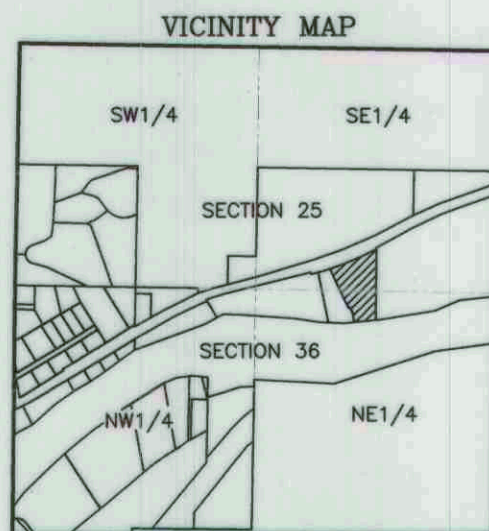 VICINITY MAP
SW1/4 SE1/4
SECTION 25
SECTION 36
NW1/4 NE1/4